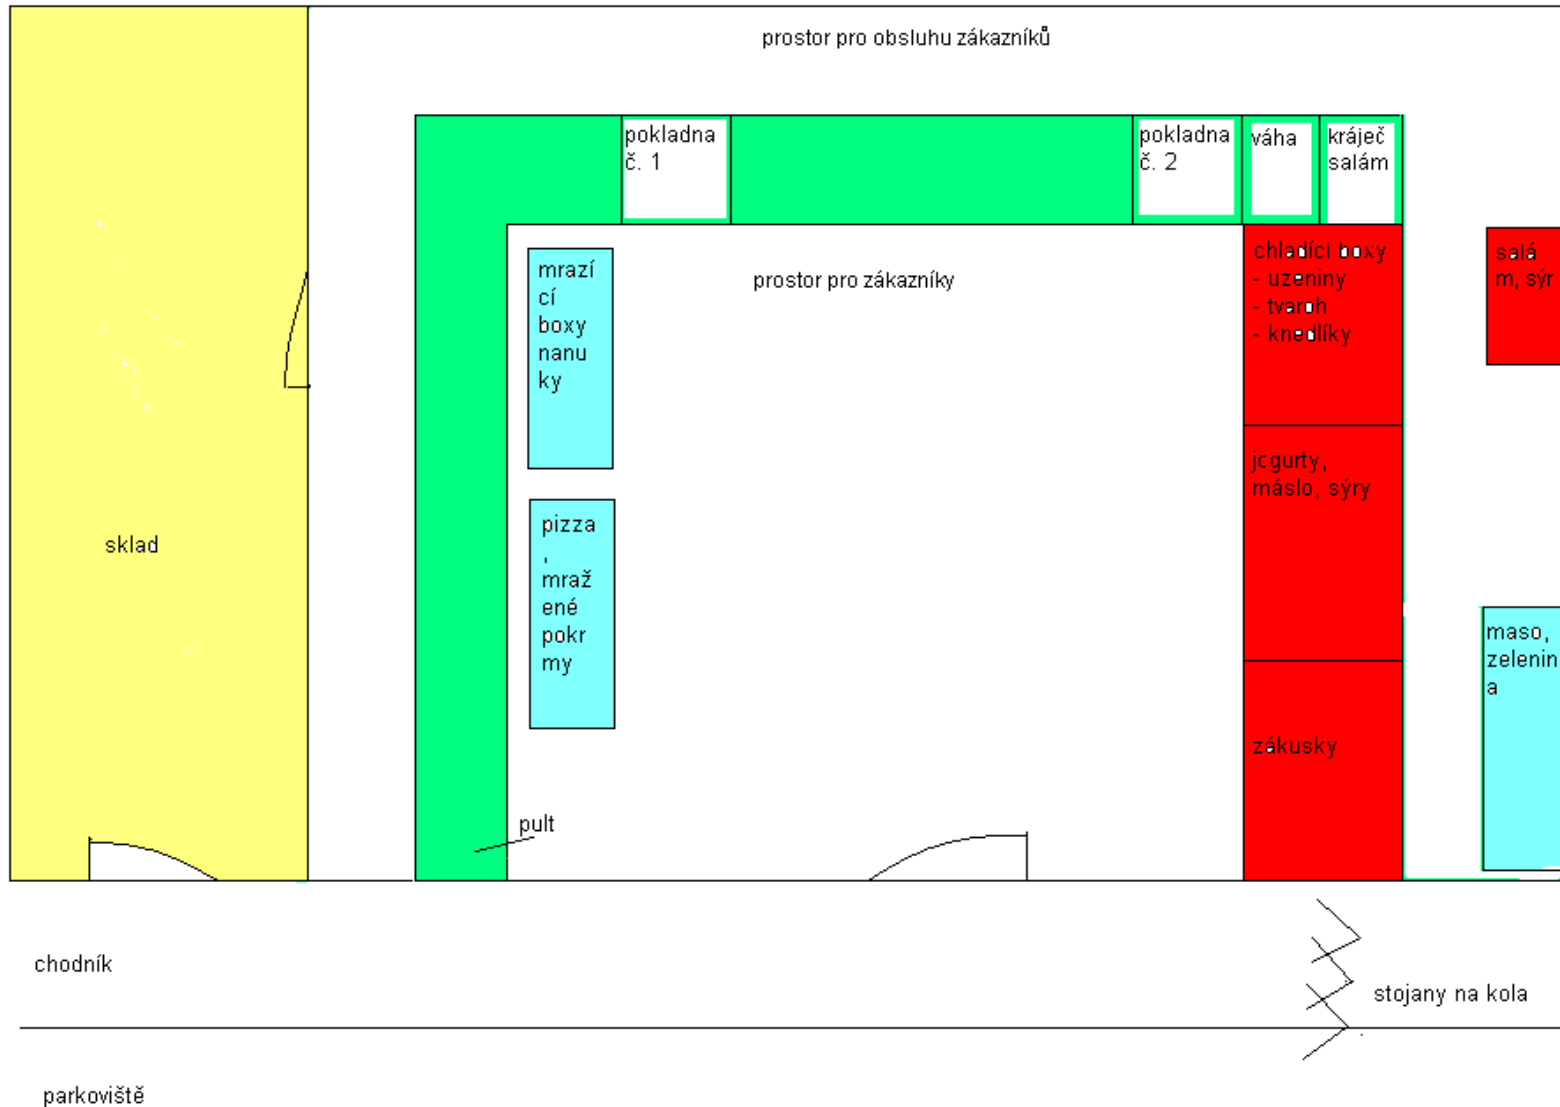 prostor pro obsluhu zákazníků
pokladna
č. 1
pokladna
č. 2
váha
kráječ
salám
mrazí
cí
boxy
nanu
ky
prostor pro zákazníky
chladíci boxy
- uzeniny
- tvaroh
- knedlíky
salá
m, sýr
jogurty,
máslo, sýry
pizza
,
mraž
ené
pokr
my
sklad
maso,
zelenin
a
zákusky
pult
chodník
stojany na kola
parkoviště